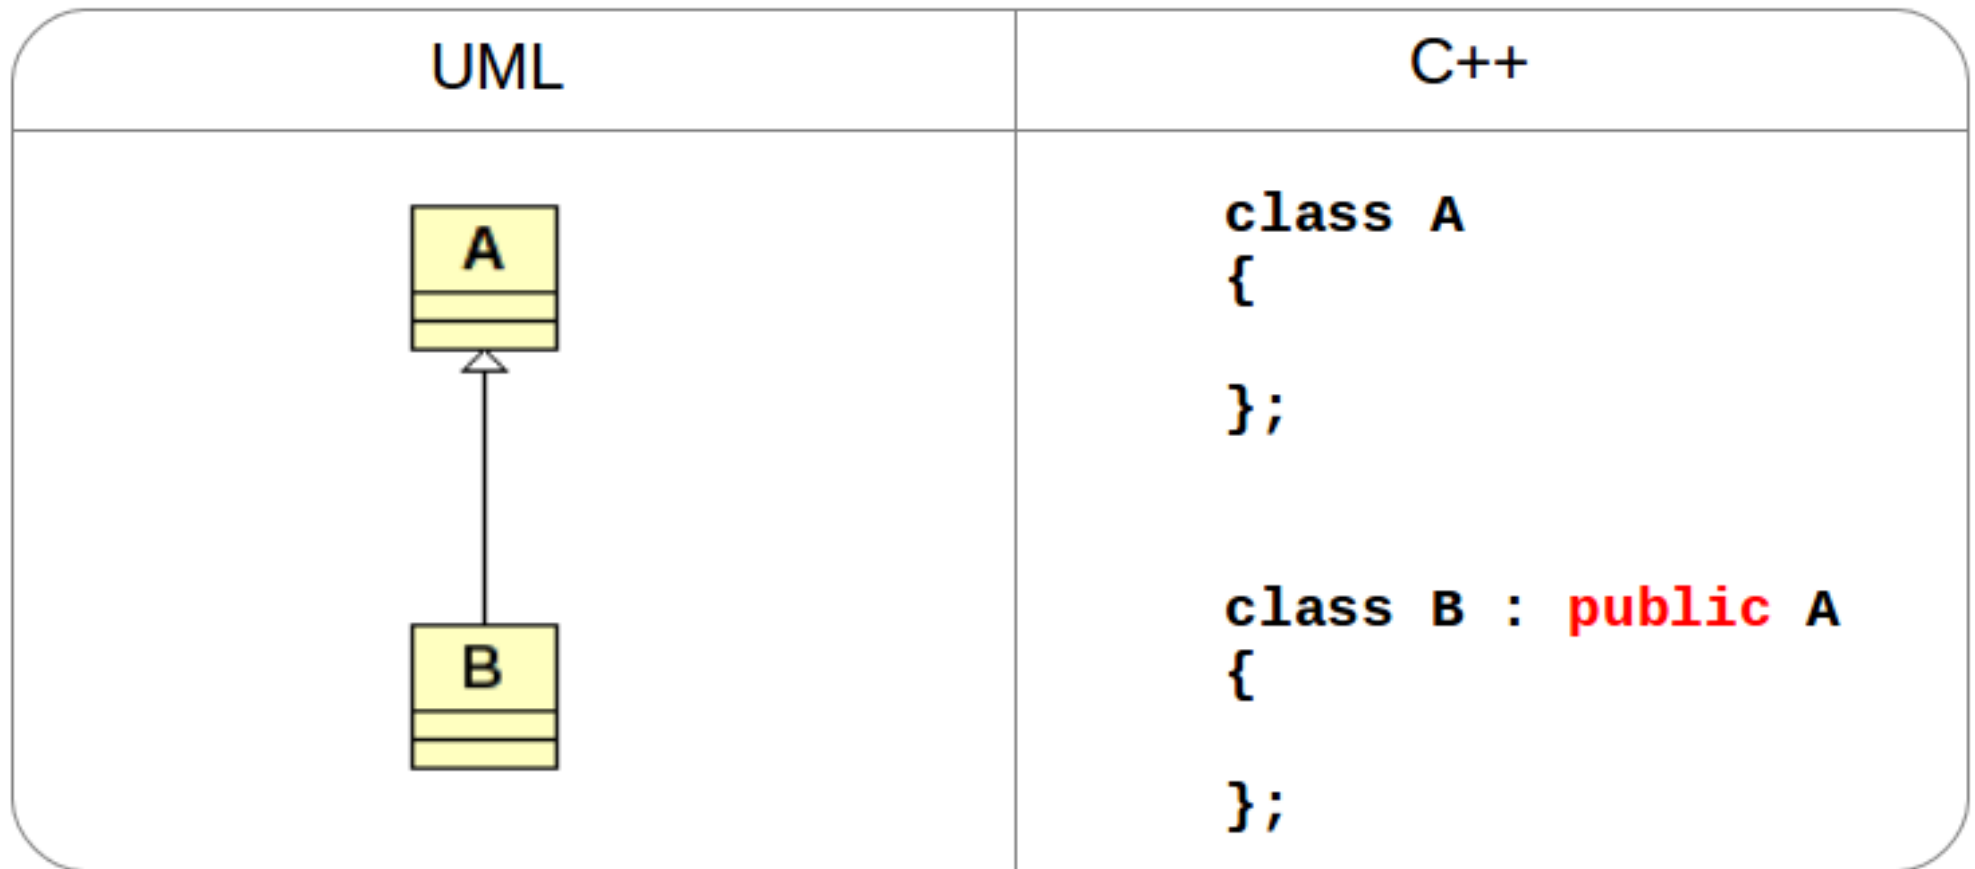 UML
C++
A
B
class A
{
};
class B : public A
{
};